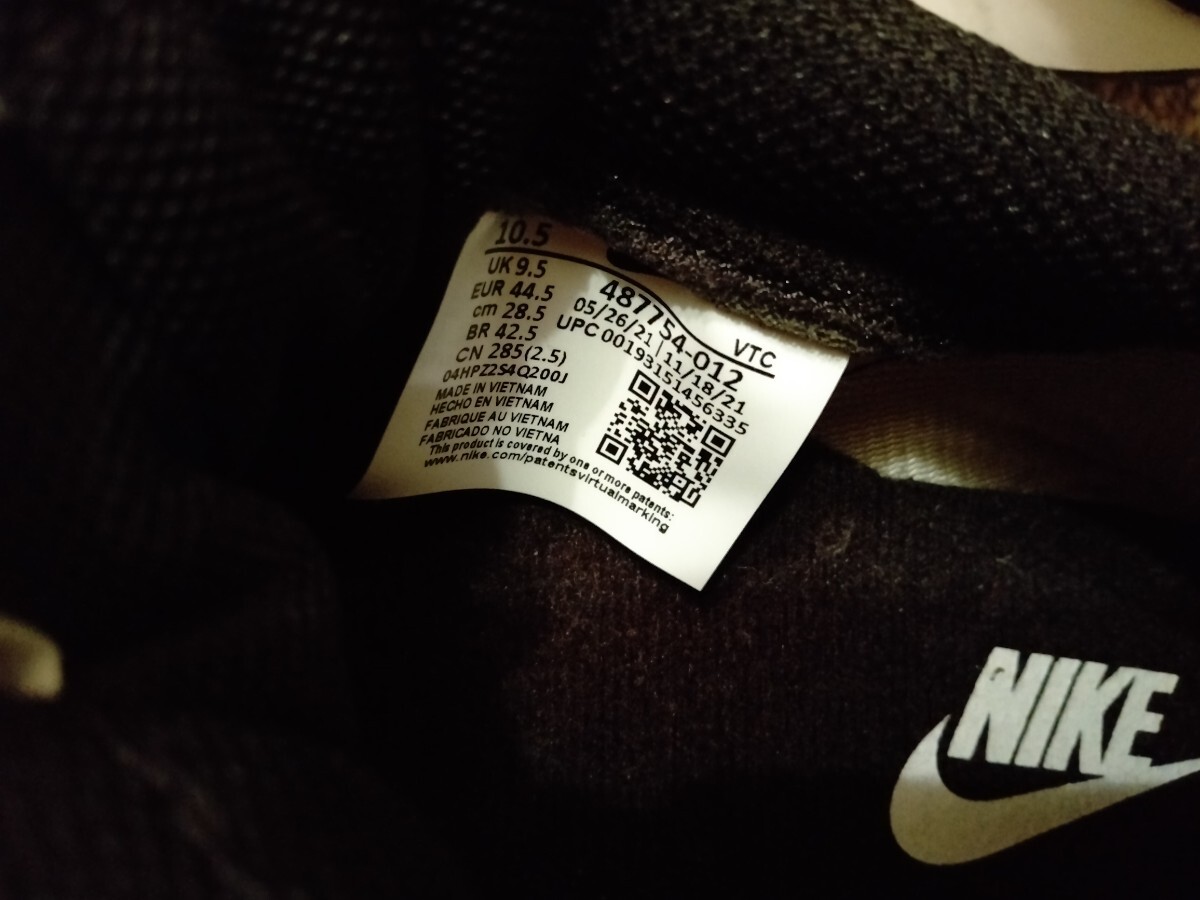 10.5
UK 9.5
EUR 44.5
cm 28.5
BR 42.5
CN 285(2.5)
04HPZ2S4Q200J
MADE IN VIETNAM
HECHO EN VIETNAM
FABRIQUE AU VIETNAM
FABRICADO NO VIETNA
This product is covered by one or more patents:
www.nike.com/patentsvirtualmarking
VTC
487754-012
05/26/21 | 11/18/21
UPC 00193151456335
NIKE